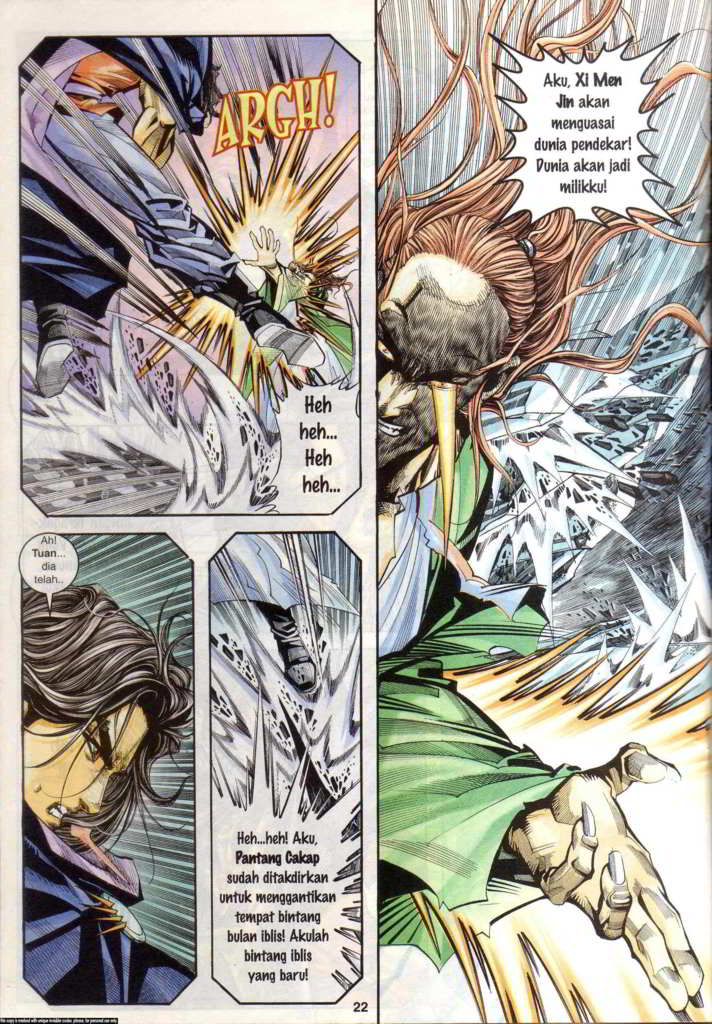 ARGH!
Heh
heh...
Heh
heh...
Ah!
Tuan...
dia
telah..
Heh...heh! Aku,
Pantang Cakap
sudah ditakdirkan
untuk menggantikan
tempat bintang
bulan iblis! Akulah
bintang iblis
yang baru!
Aku, Xi Men
Jin akan
menguasai
dunia pendekar!
Dunia akan jadi
milikku!
22